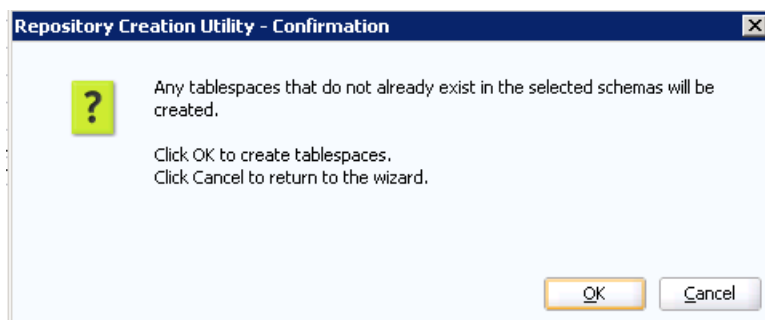 Repository Creation Utility - Confirmation
?
Any tablespaces that do not already exist in the selected schemas will be
created.
Click OK to create tablespaces.
Click Cancel to return to the wizard.
OK Cancel